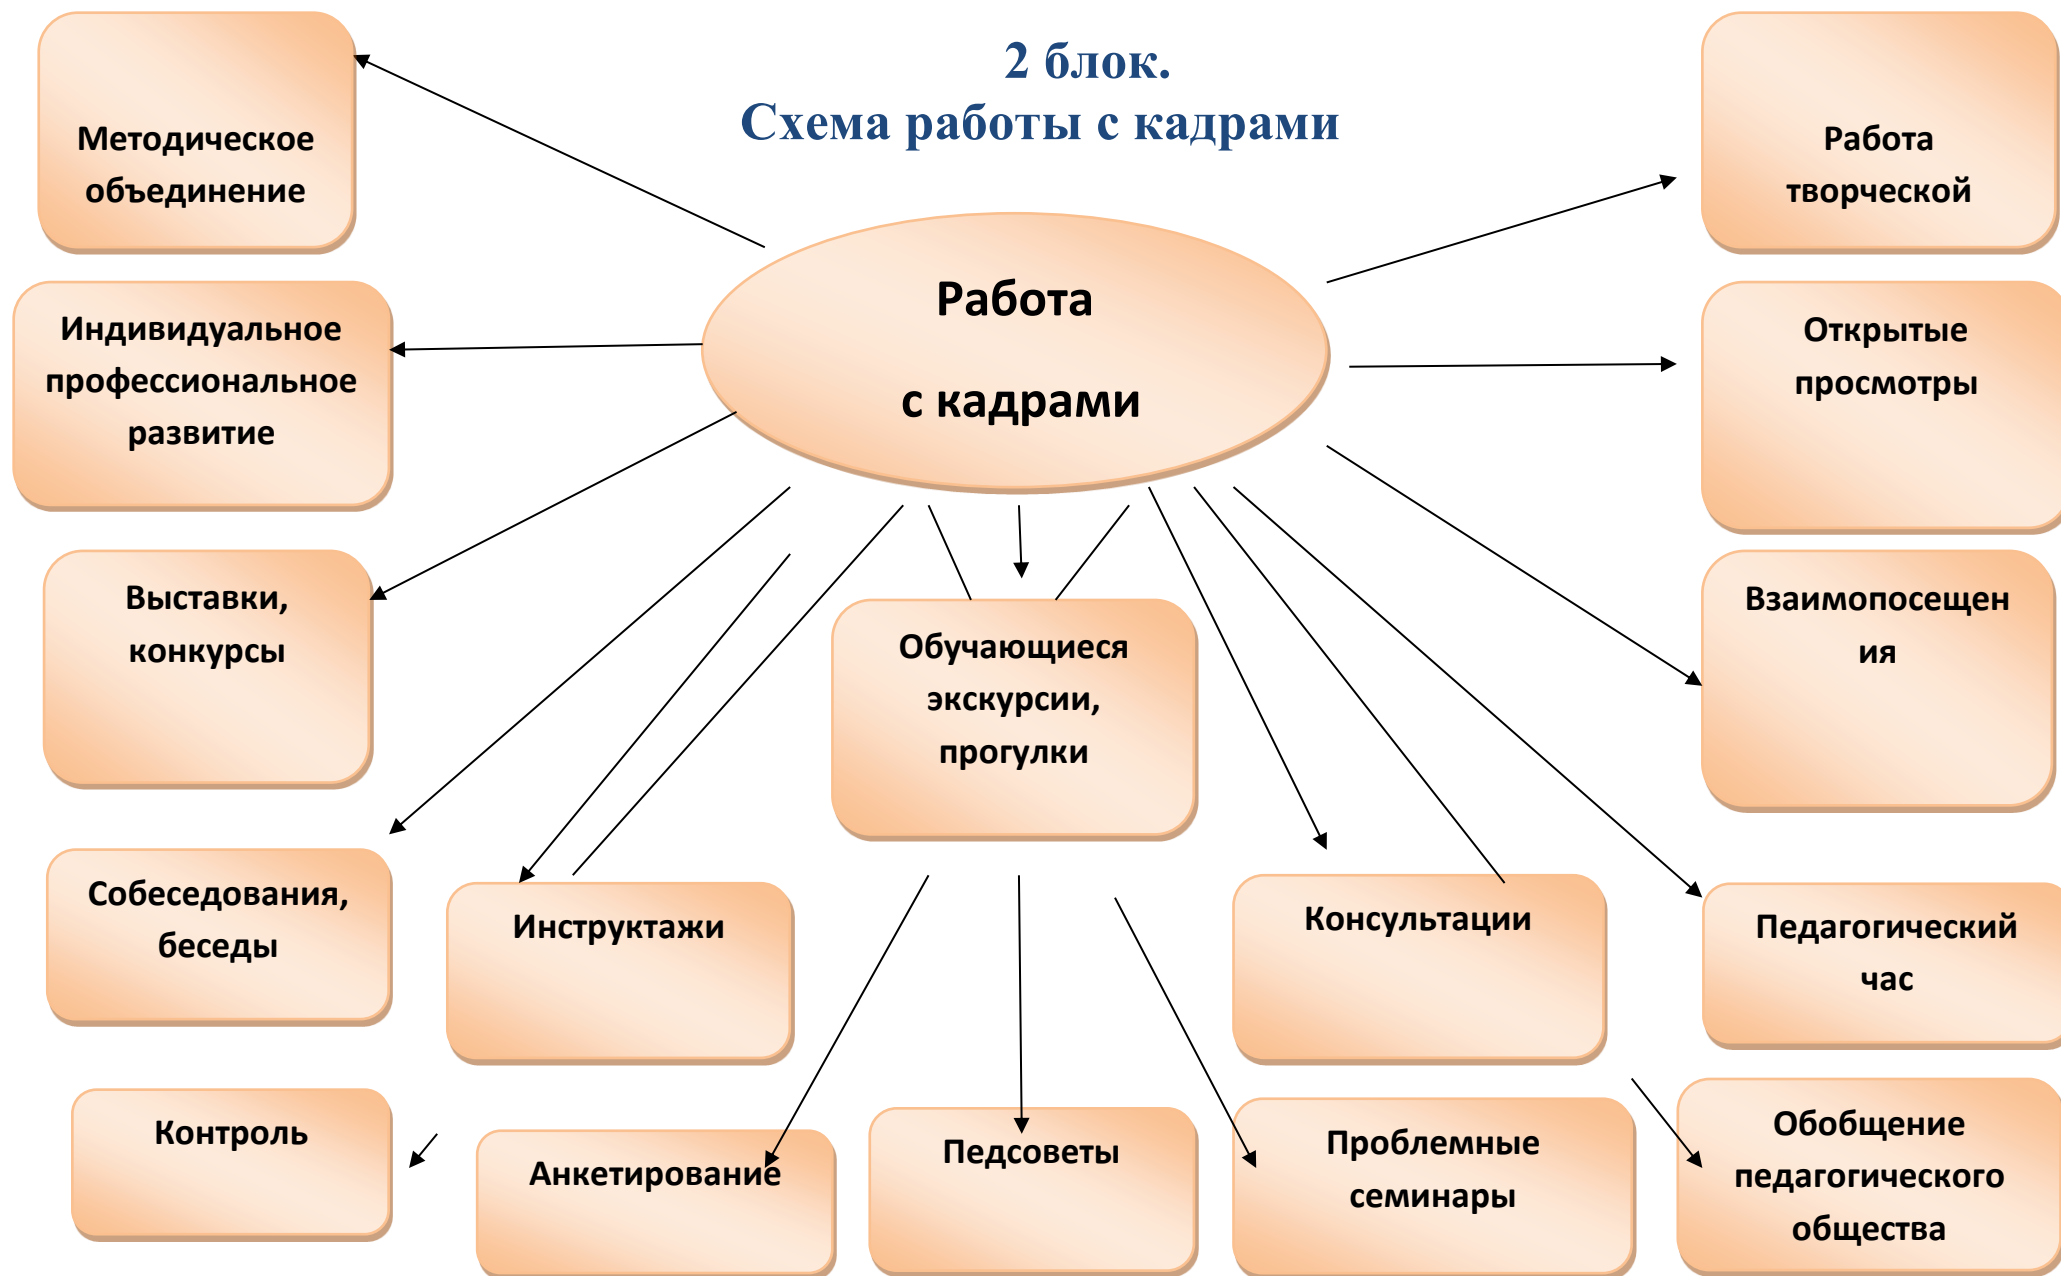 2 блок.
Схема работы с кадрами
Методическое
объединение
Работа
творческой
Работа
с кадрами
Индивидуальное
профессиональное
развитие
Открытые
просмотры
Выставки,
конкурсы
Обучающиеся
экскурсии,
прогулки
Взаимопосещен
ия
Собеседования,
беседы
Инструктажи
Консультации
Педагогический
час
Контроль
Анкетирование
Педсоветы
Проблемные
семинары
Обобщение
педагогического
общества